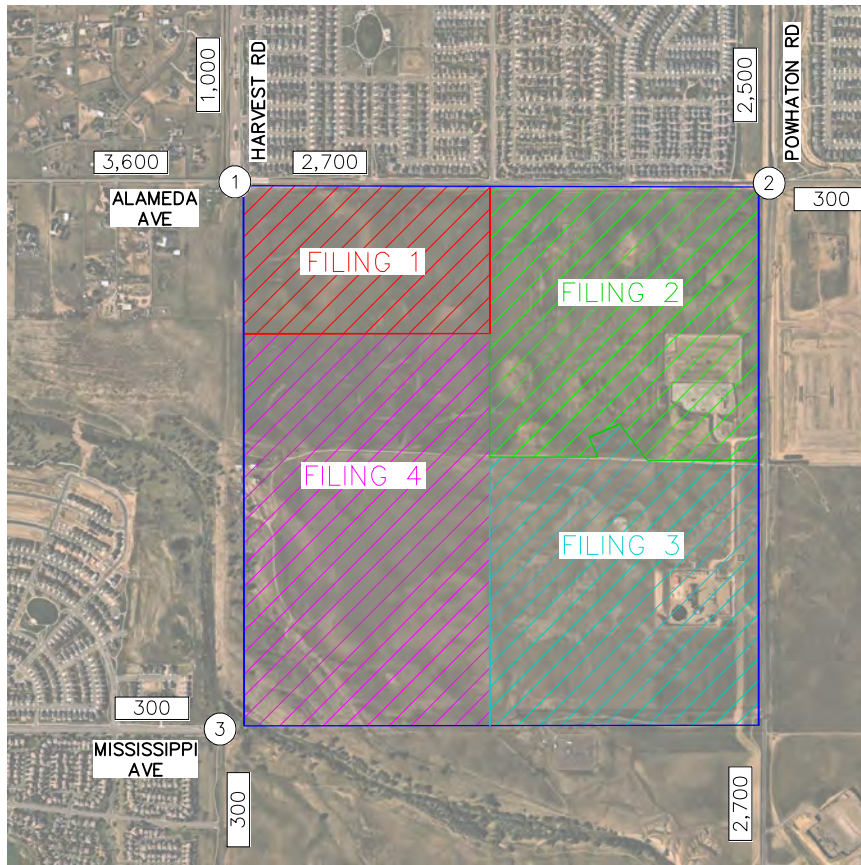 1,000
HARVEST RD
2,500
POWHATON RD
3,600
2,700
1
2
ALAMEDA
AVE
300
FILING 1
FILING 2
FILING 4
FILING 3
300
3
MISSISSIPPI
AVE
300
2,700